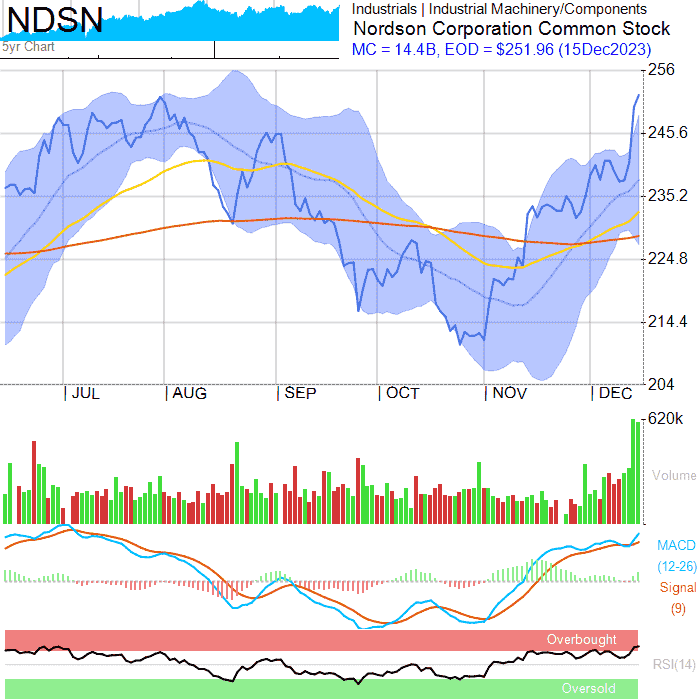 NDSN
5yr Chart
Industrials | Industrial Machinery/Components
Nordson Corporation Common Stock
MC = 14.4B, EOD = $251.96 (15Dec2023)
256
245.6
235.2
224.8
214.4
204
| JUL | AUG | SEP | OCT | NOV | DEC
620k
Volume
MACD
(12-26)
Signal
(9)
Overbought
RSI(14)
Oversold